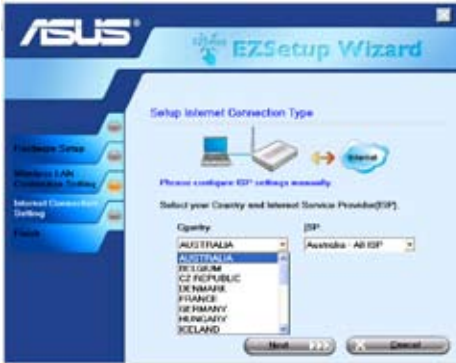 ASUS
EZSetup Wizard
Setup Internet Connection Type
Hardware Setup
Wireless LAN
Connection Setting
Internet Connection
Setting
Finish
Internet
Please configure ISP settings manually.
Select your Country and Internet Service Provider(ISP).
Country:
ISP:
AUSTRALIA
Australia - All ISP
AUSTRALIA
BELGIUM
CZ REPUBLIC
DENMARK
FRANCE
GERMANY
HUNGARY
ICELAND
Next
Cancel